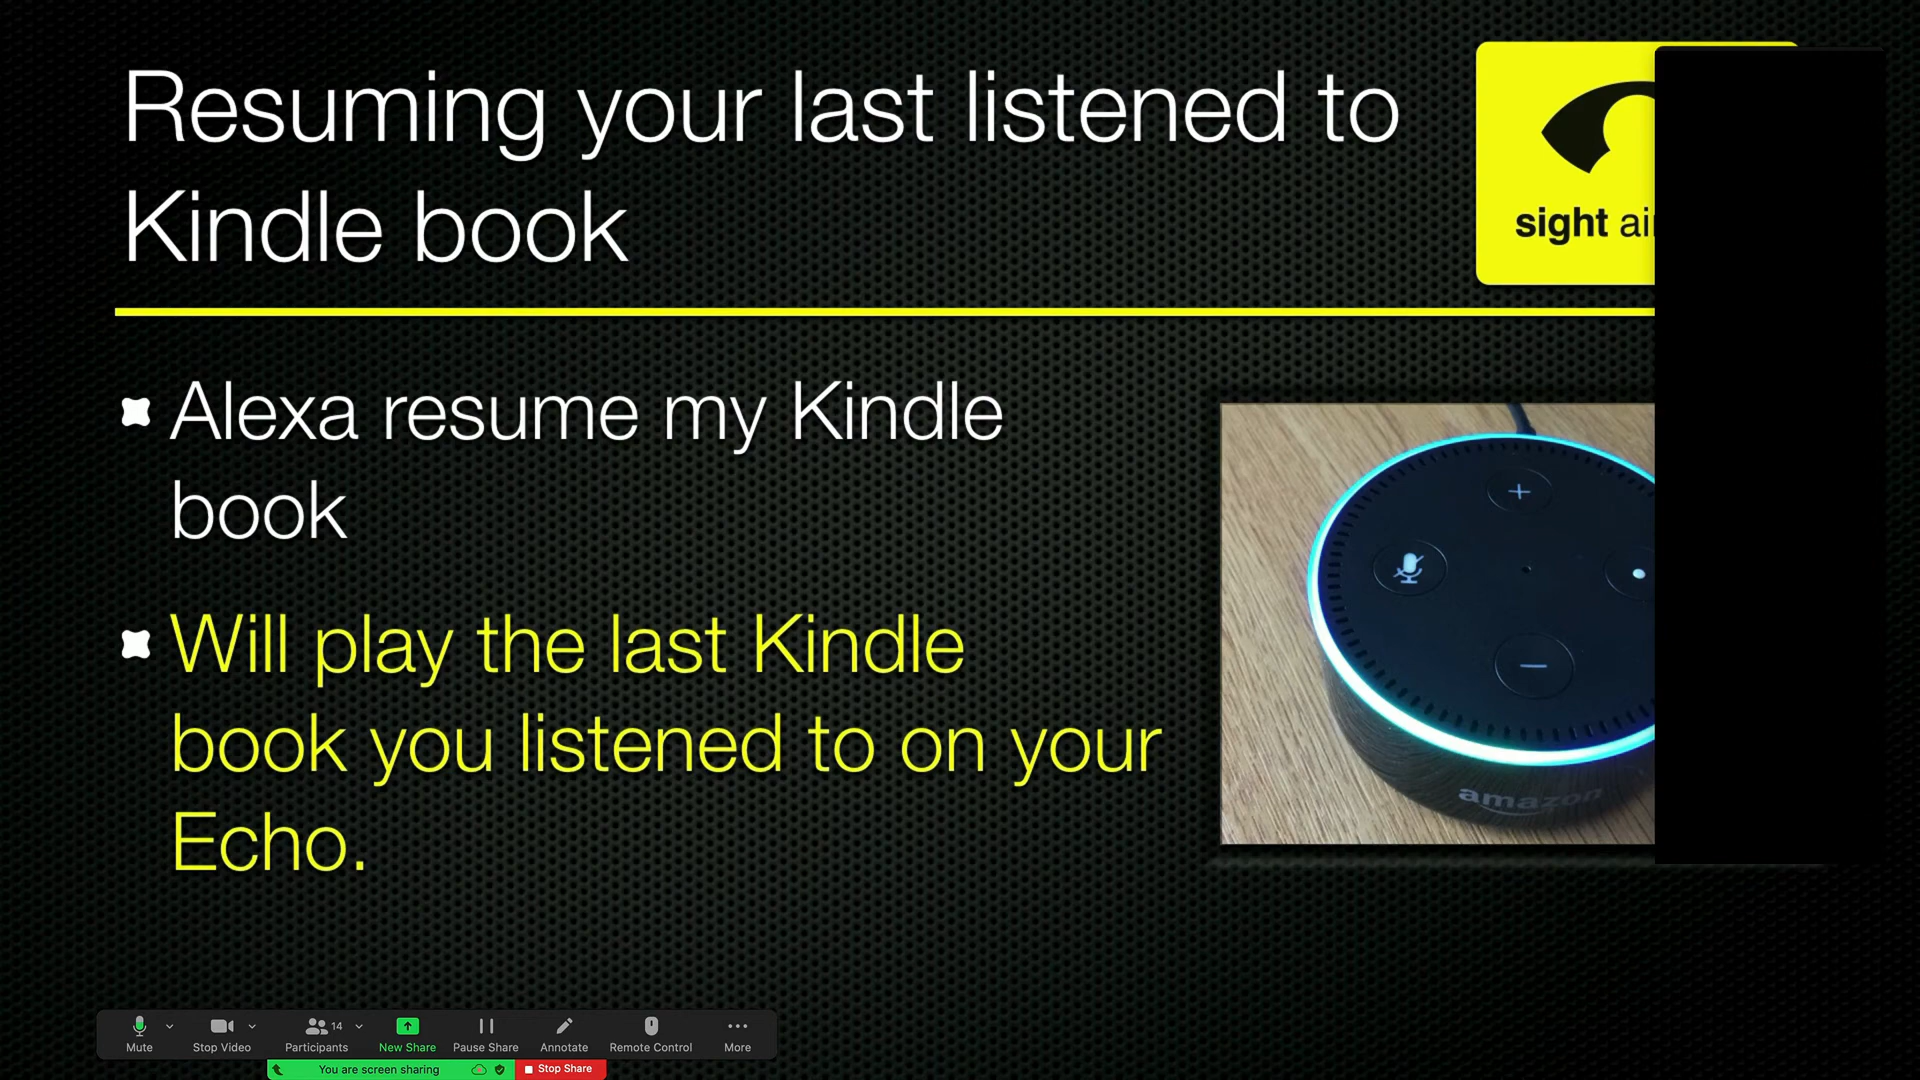 Resuming your last listened to
Kindle book
sight
Alexa resume my Kindle
book
Will play the last Kindle
book you listened to on your
Echo.
amazon
Mute
Stop Video
14
Participants
New Share
Pause Share
Annotate
Remote Control
More
You are screen sharing
Stop Share